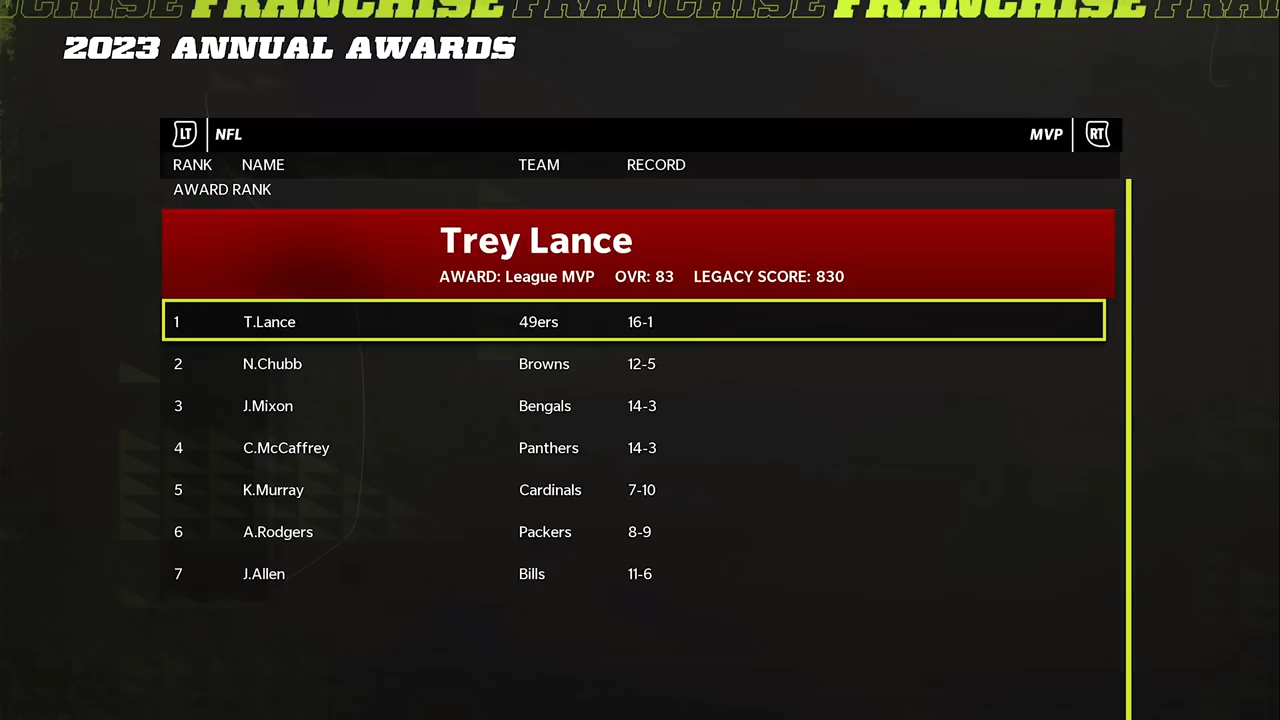 CHISE FRANCHISE FRANCHISE FRANCHISE FRAN
2023 ANNUAL AWARDS
LT NFL MVP RT
RANK NAME TEAM RECORD
AWARD RANK
Trey Lance
AWARD: League MVP OVR: 83 LEGACY SCORE: 830
1 T.Lance 49ers 16-1
2 N.Chubb Browns 12-5
3 J.Mixon Bengals 14-3
4 C.McCaffrey Panthers 14-3
5 K.Murray Cardinals 7-10
6 A.Rodgers Packers 8-9
7 J.Allen Bills 11-6